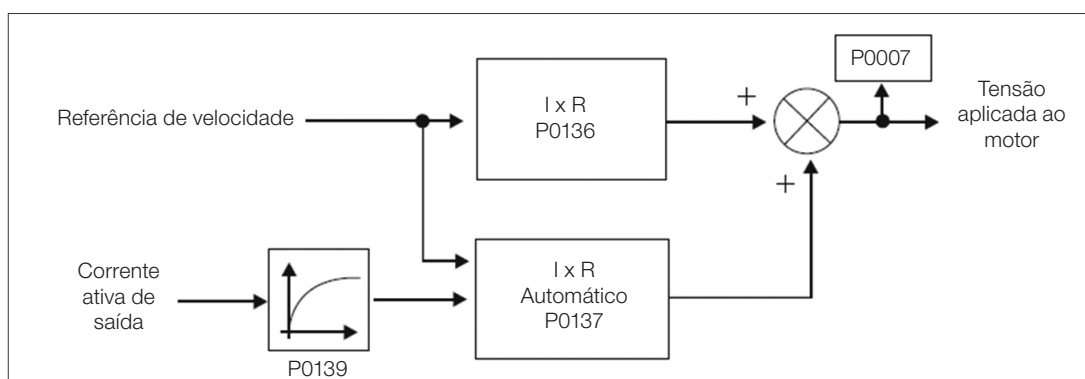 P0007
I x R
P0136
+
Referência de velocidade
Tensão
aplicada ao
motor
+
I x R
Automático
P0137
Corrente
ativa de
saída
P0139